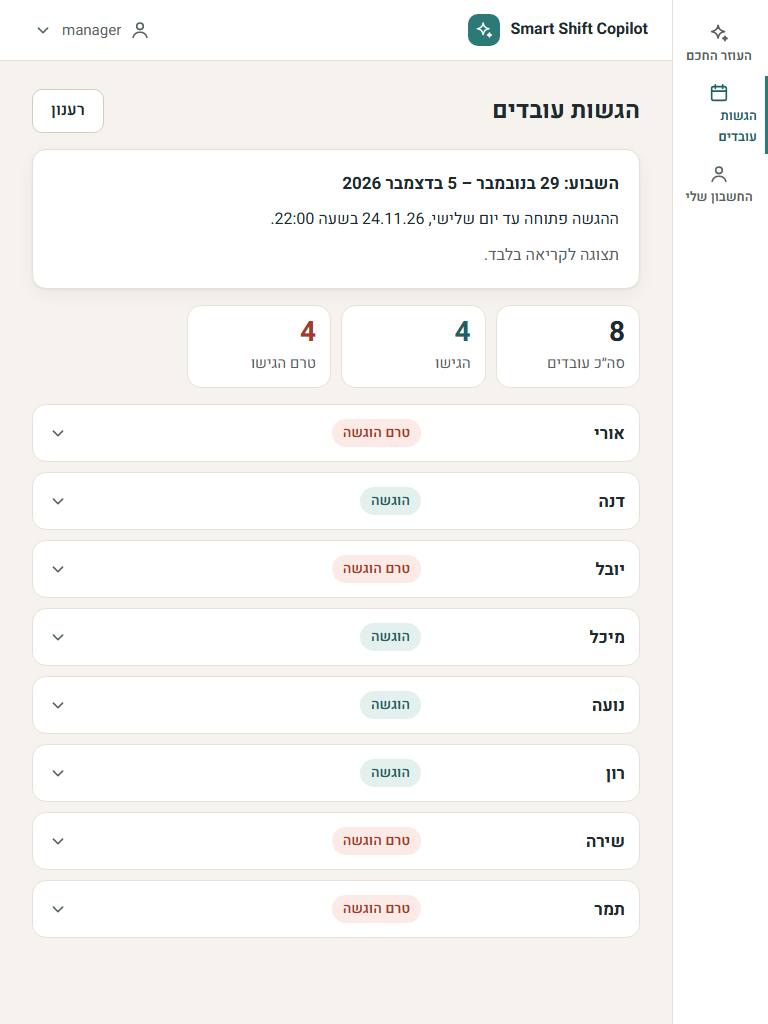 העוזר החכם
הגשות
עובדים
החשבון שלי
Smart Shift Copilot
manager
הגשות עובדים
רענון
השבוע: 29 בנובמבר – 5 בדצמבר 2026
ההגשה פתוחה עד יום שלישי, 24.11.26 בשעה 22:00.
תצוגה לקריאה בלבד.
8
סה״כ עובדים
4
הגישו
4
טרם הגישו
אורי
טרם הוגשה
דנה
הוגשה
יובל
טרם הוגשה
מיכל
הוגשה
נועה
הוגשה
רון
הוגשה
שירה
טרם הוגשה
תמר
טרם הוגשה